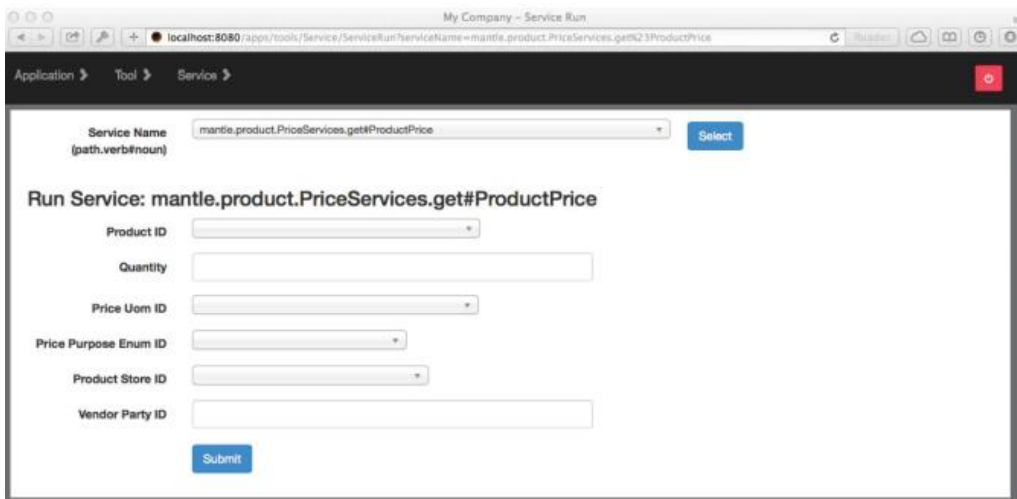 My Company – Service Run
localhost:8080/apps/tools/Service/ServiceRun?serviceName=mantle.product.PriceServices.get%23ProductPrice
Reader
Application Tool Service
Service Name
(path.verb#noun)
mantle.product.PriceServices.get#ProductPrice
Select
Run Service: mantle.product.PriceServices.get#ProductPrice
Product ID
Quantity
Price Uom ID
Price Purpose Enum ID
Product Store ID
Vendor Party ID
Submit